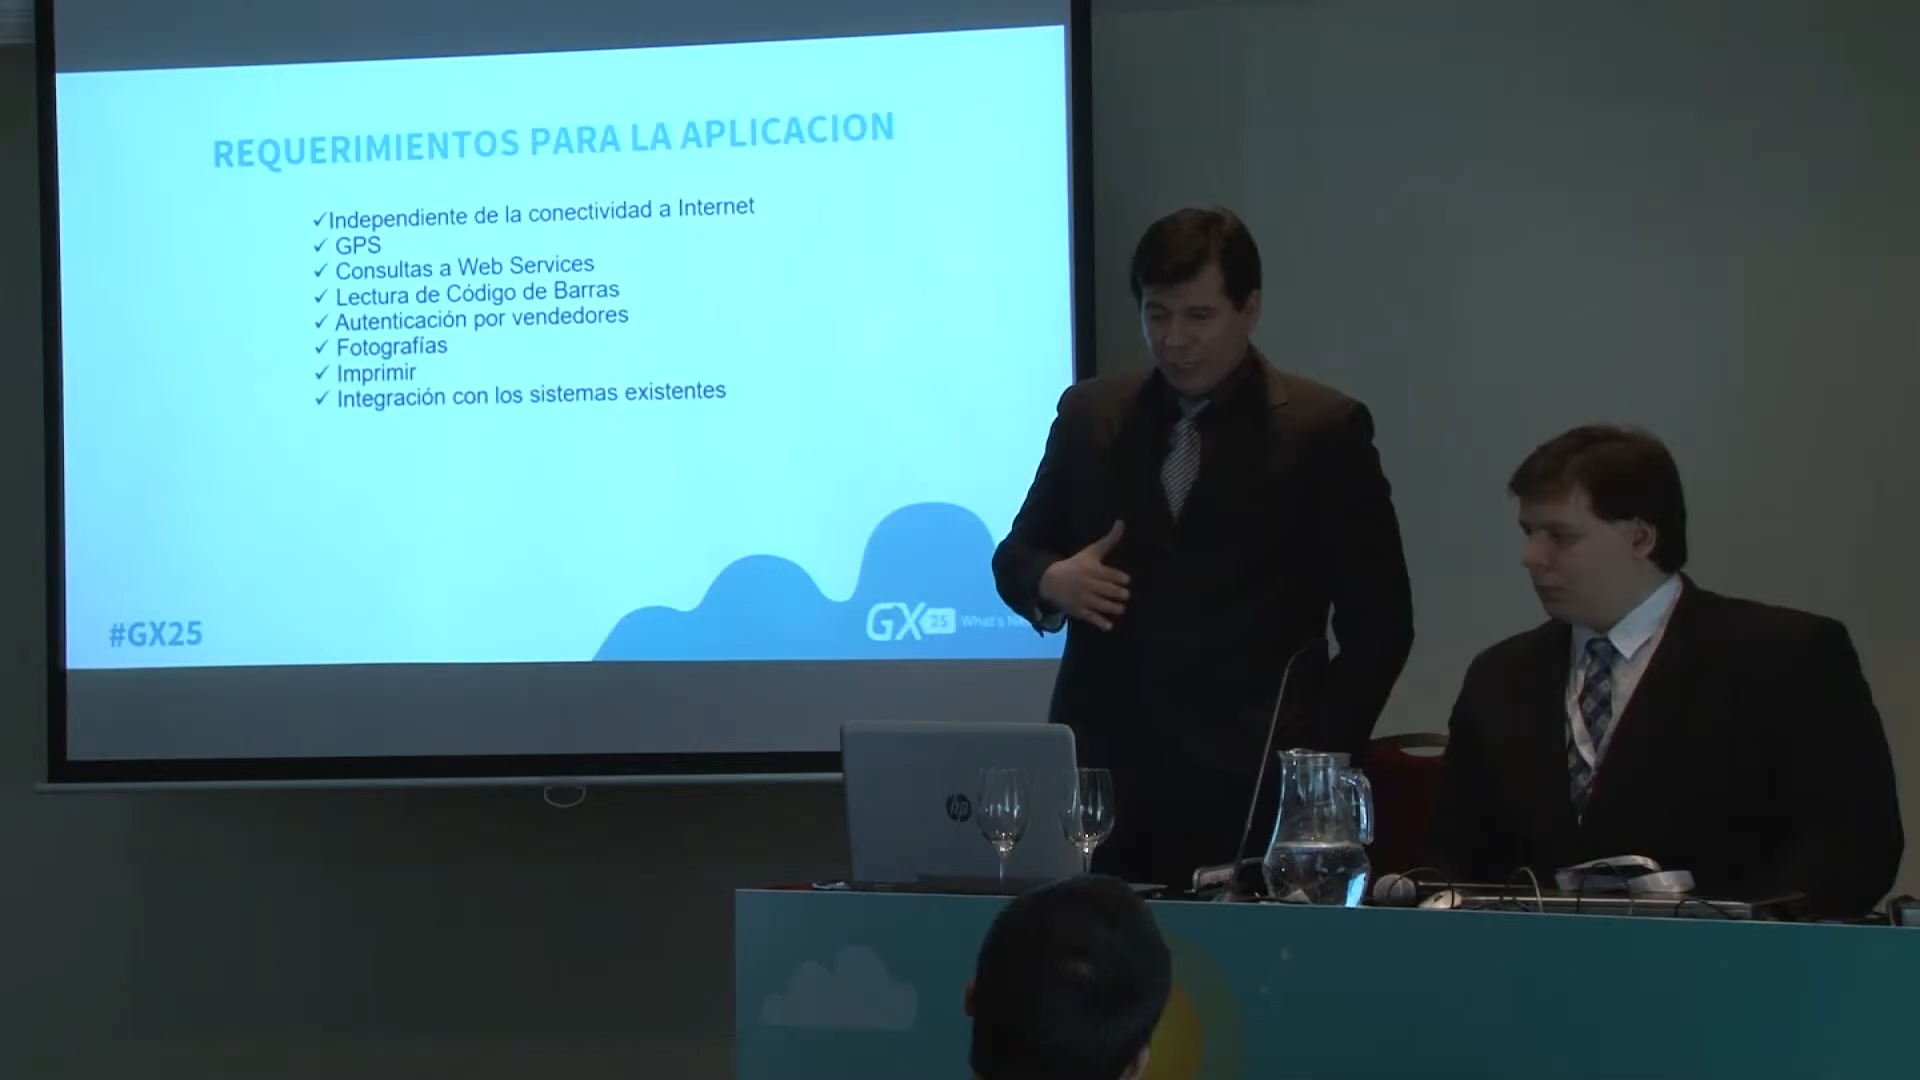 REQUERIMIENTOS PARA LA APLICACION
✓Independiente de la conectividad a Internet
✓ GPS
✓ Consultas a Web Services
✓ Lectura de Código de Barras
✓ Autenticación por vendedores
✓ Fotografías
✓ Imprimir
✓ Integración con los sistemas existentes
#GX25
GX 25 What's
hp